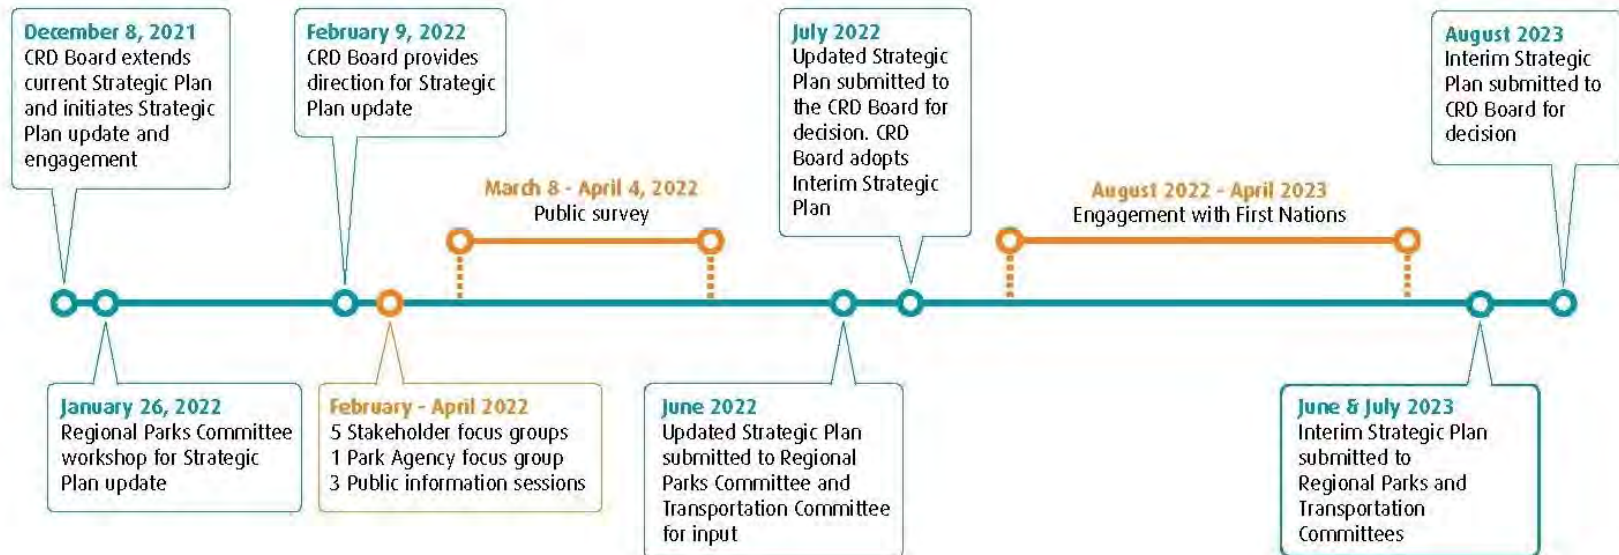 December 8, 2021
CRD Board extends
current Strategic Plan
and initiates Strategic
Plan update and
engagement
February 9, 2022
CRD Board provides
direction for Strategic
Plan update
March 8 - April 4, 2022
Public survey
July 2022
Updated Strategic
Plan submitted to
the CRD Board for
decision. CRD
Board adopts
Interim Strategic
Plan
August 2022 - April 2023
Engagement with First Nations
August 2023
Interim Strategic
Plan submitted to
CRD Board for
decision
January 26, 2022
Regional Parks Committee
workshop for Strategic
Plan update
February - April 2022
5 Stakeholder focus groups
1 Park Agency focus group
3 Public information sessions
June 2022
Updated Strategic Plan
submitted to Regional
Parks Committee and
Transportation Committee
for input
June & July 2023
Interim Strategic Plan
submitted to
Regional Parks and
Transportation
Committees